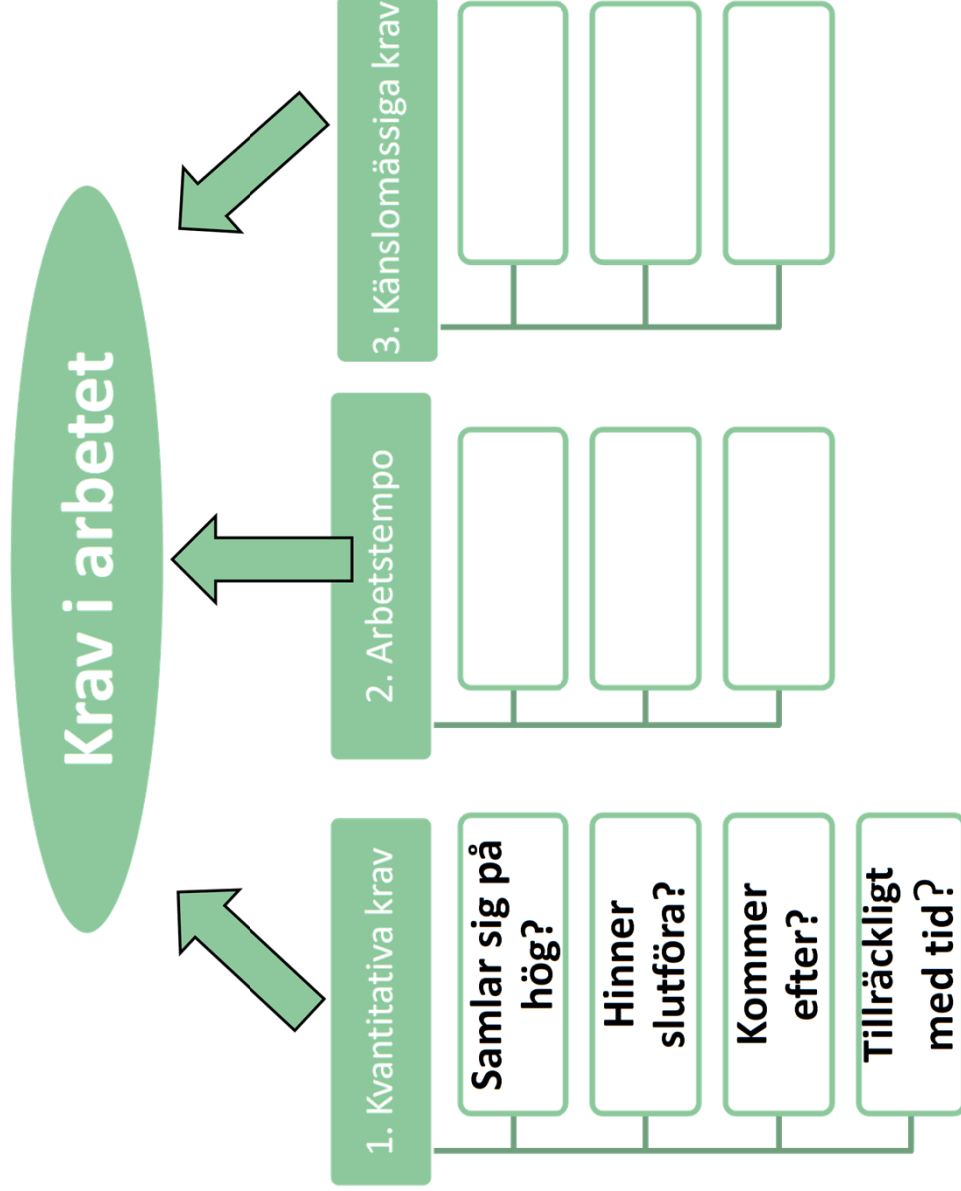 Krav i arbetet
1. Kvantitativa krav
Samlar sig på
hög?
Hinner
slutföra?
Kommer
efter?
Tillräckligt
med tid?
2. Arbetstempo
3. Känslomässiga krav